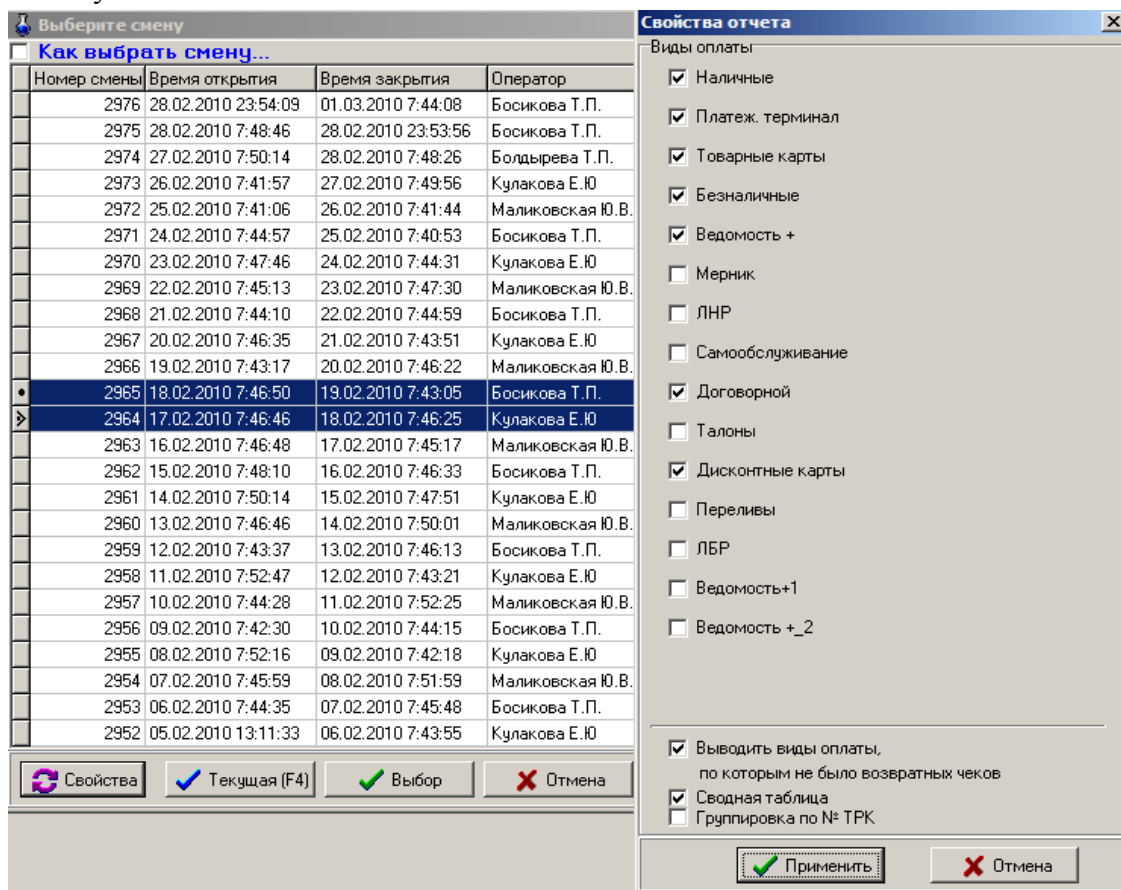 Выберите смену
Как выбрать смену...
Номер смены Время открытия Время закрытия Оператор
2976 28.02.2010 23:54:09 01.03.2010 7:44:08 Босикова Т.П.
2975 28.02.2010 7:48:46 28.02.2010 23:53:56 Босикова Т.П.
2974 27.02.2010 7:50:14 28.02.2010 7:48:26 Болдырева Т.П.
2973 26.02.2010 7:41:57 27.02.2010 7:49:56 Кулакова Е.Ю
2972 25.02.2010 7:41:06 26.02.2010 7:41:44 Маликовская Ю.В.
2971 24.02.2010 7:44:57 25.02.2010 7:40:53 Босикова Т.П.
2970 23.02.2010 7:47:46 24.02.2010 7:44:31 Кулакова Е.Ю
2969 22.02.2010 7:45:13 23.02.2010 7:47:30 Маликовская Ю.В.
2968 21.02.2010 7:44:10 22.02.2010 7:44:59 Босикова Т.П.
2967 20.02.2010 7:46:35 21.02.2010 7:43:51 Кулакова Е.Ю
2966 19.02.2010 7:43:17 20.02.2010 7:46:22 Маликовская Ю.В.
2965 18.02.2010 7:46:50 19.02.2010 7:43:05 Босикова Т.П.
2964 17.02.2010 7:46:46 18.02.2010 7:46:25 Кулакова Е.Ю
2963 16.02.2010 7:46:48 17.02.2010 7:45:17 Маликовская Ю.В.
2962 15.02.2010 7:48:10 16.02.2010 7:46:33 Босикова Т.П.
2961 14.02.2010 7:50:14 15.02.2010 7:47:51 Кулакова Е.Ю
2960 13.02.2010 7:46:46 14.02.2010 7:50:01 Маликовская Ю.В.
2959 12.02.2010 7:43:37 13.02.2010 7:46:13 Босикова Т.П.
2958 11.02.2010 7:52:47 12.02.2010 7:43:21 Кулакова Е.Ю
2957 10.02.2010 7:44:28 11.02.2010 7:52:25 Маликовская Ю.В.
2956 09.02.2010 7:42:30 10.02.2010 7:44:15 Босикова Т.П.
2955 08.02.2010 7:52:16 09.02.2010 7:42:18 Кулакова Е.Ю
2954 07.02.2010 7:45:59 08.02.2010 7:51:59 Маликовская Ю.В.
2953 06.02.2010 7:44:35 07.02.2010 7:45:48 Босикова Т.П.
2952 05.02.2010 13:11:33 06.02.2010 7:43:55 Кулакова Е.Ю
Свойства Текущая (F4) Выбор Отмена
Свойства отчета
Виды оплаты
Наличные
Платеж. терминал
Товарные карты
Безналичные
Ведомость +
Мерник
ЛНР
Самообслуживание
Договорной
Талоны
Дисконтные карты
Переливы
ЛБР
Ведомость+1
Ведомость +_2
Выводить виды оплаты,
по которым не было возвратных чеков
Сводная таблица
Группировка по № ТРК
Применить Отмена